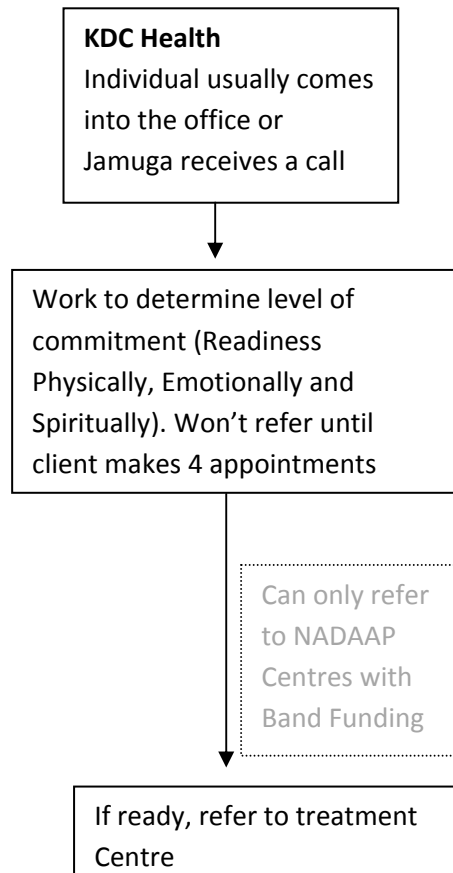 KDC Health
Individual usually comes
into the office or
Jamuga receives a call
Work to determine level of
commitment (Readiness
Physically, Emotionally and
Spiritually). Won’t refer until
client makes 4 appointments
Can only refer
to NADAAP
Centres with
Band Funding
If ready, refer to treatment
Centre